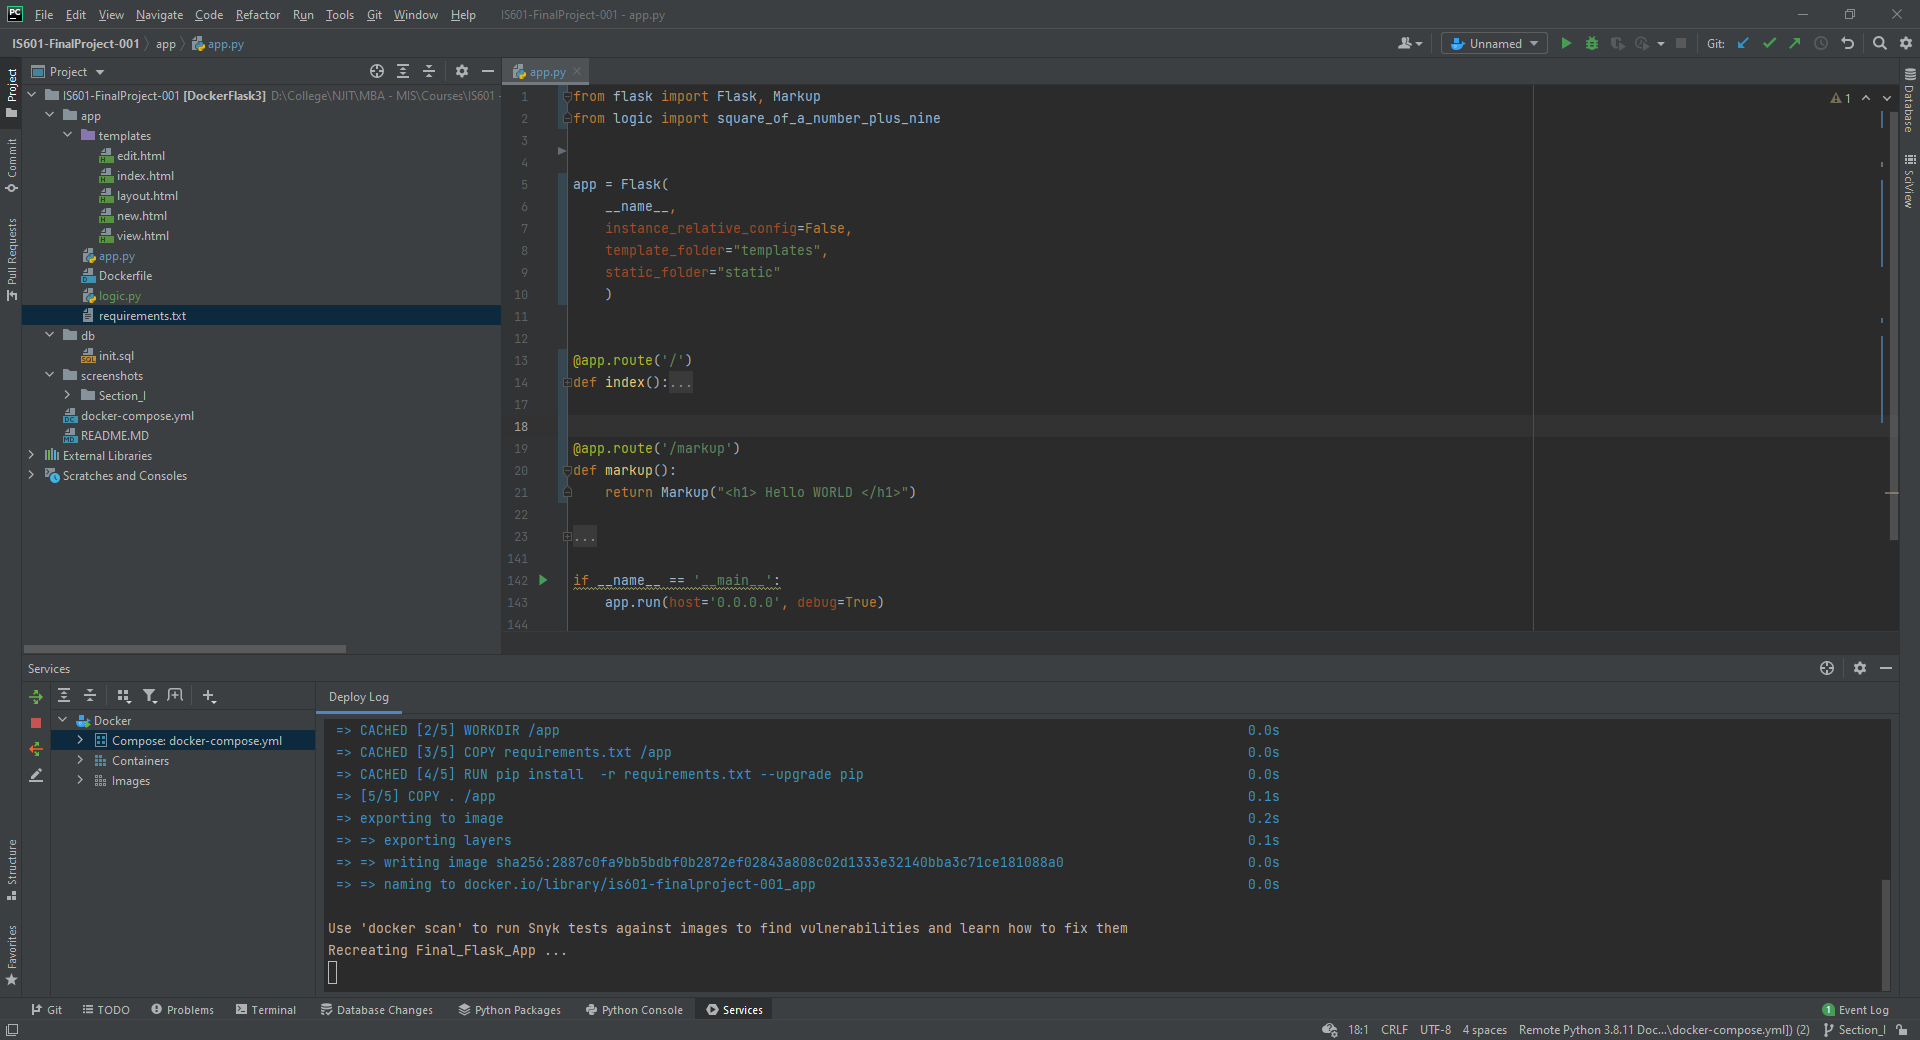 PC File Edit View Navigate Code Refactor Run Tools Git Window Help IS601-FinalProject-001 - app.py
IS601-FinalProject-001 app app.py Unnamed Git:
Project
Commit
Pull Requests
Structure
Favorites
Project
IS601-FinalProject-001 [DockerFlask3] D:\College\NJIT\MBA - MIS\Courses\IS601 -
app
templates
edit.html
index.html
layout.html
new.html
view.html
app.py
Dockerfile
logic.py
requirements.txt
db
init.sql
screenshots
Section_I
docker-compose.yml
README.MD
External Libraries
Scratches and Consoles
app.py
1 from flask import Flask, Markup
2 from logic import square_of_a_number_plus_nine
3
4
5 app = Flask(
6 __name__,
7 instance_relative_config=False,
8 template_folder="templates",
9 static_folder="static"
10 )
11
12
13 @app.route('/')
14 def index():...
17
18
19 @app.route('/markup')
20 def markup():
21 return Markup("<h1> Hello WORLD </h1>")
22
23 ...
141
142 if __name__ == '__main__':
143 app.run(host='0.0.0.0', debug=True)
144
1
Database
SciView
Services
Docker
Compose: docker-compose.yml
Containers
Images
Deploy Log
=> CACHED [2/5] WORKDIR /app 0.0s
=> CACHED [3/5] COPY requirements.txt /app 0.0s
=> CACHED [4/5] RUN pip install  -r requirements.txt --upgrade pip 0.0s
=> [5/5] COPY . /app 0.1s
=> exporting to image 0.2s
=> => exporting layers 0.1s
=> => writing image sha256:2887c0fa9bb5bdbf0b2872ef02843a808c02d1333e32140bba3c71ce181088a0 0.0s
=> => naming to docker.io/library/is601-finalproject-001_app 0.0s
Use 'docker scan' to run Snyk tests against images to find vulnerabilities and learn how to fix them
Recreating Final_Flask_App ...
Git TODO Problems Terminal Database Changes Python Packages Python Console Services 1 Event Log
18:1 CRLF UTF-8 4 spaces Remote Python 3.8.11 Doc...\docker-compose.yml]) (2) Section_I